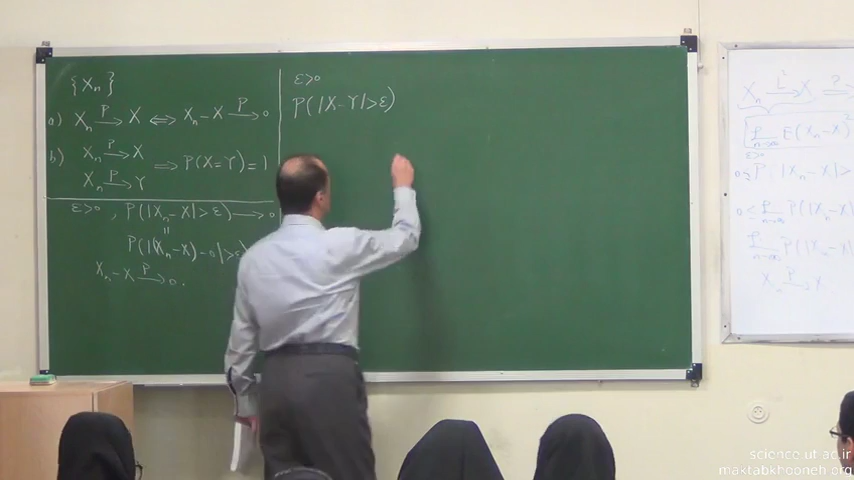 {Xn}
a) Xn —P→ X ⟺ Xn - X —P→ 0
b) Xn —P→ X
Xn —P→ Y
⟹ P(X=Y)=1
ε>0 , P(|Xn - X|>ε) → 0
=
P(|(Xn - X) - 0|>ε)
Xn - X —P→ 0.
ε>0
P(|X - Y|>ε)
Xn —L²→ X —P→
E(Xn - X)²
n→∞
ε>0
0 ≤ P(|Xn - X|>
0 ≤ n→∞ P(|Xn - X|
n→∞ P(|Xn - X|
Xn —P→ X
science.ut.ac.ir
maktabkhooneh.org